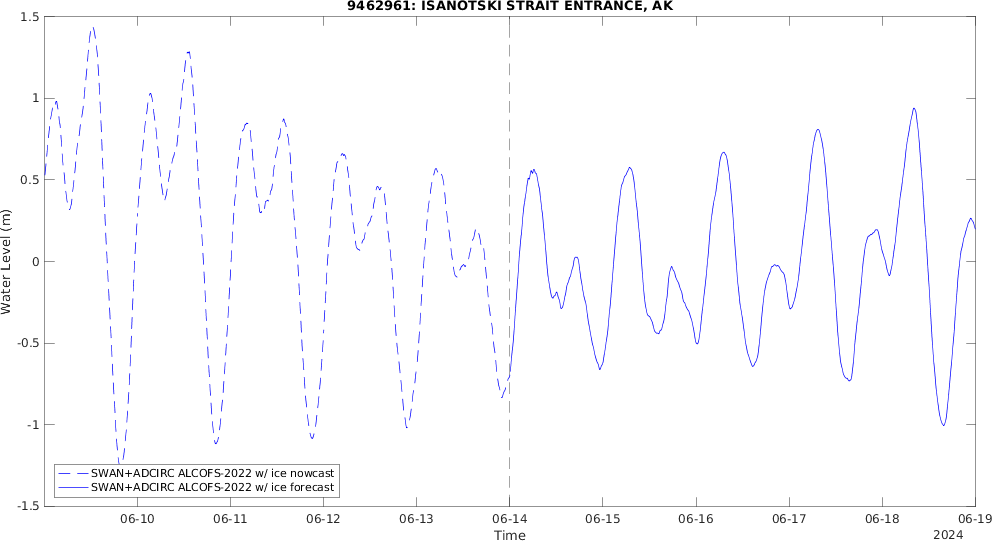 9462961: ISANOTSKI STRAIT ENTRANCE, AK
1.5
1
0.5
0
-0.5
-1
-1.5
Water Level (m)
SWAN+ADCIRC ALCOFS-2022 w/ ice nowcast
SWAN+ADCIRC ALCOFS-2022 w/ ice forecast
06-10 06-11 06-12 06-13 06-14 06-15 06-16 06-17 06-18 06-19
Time
2024